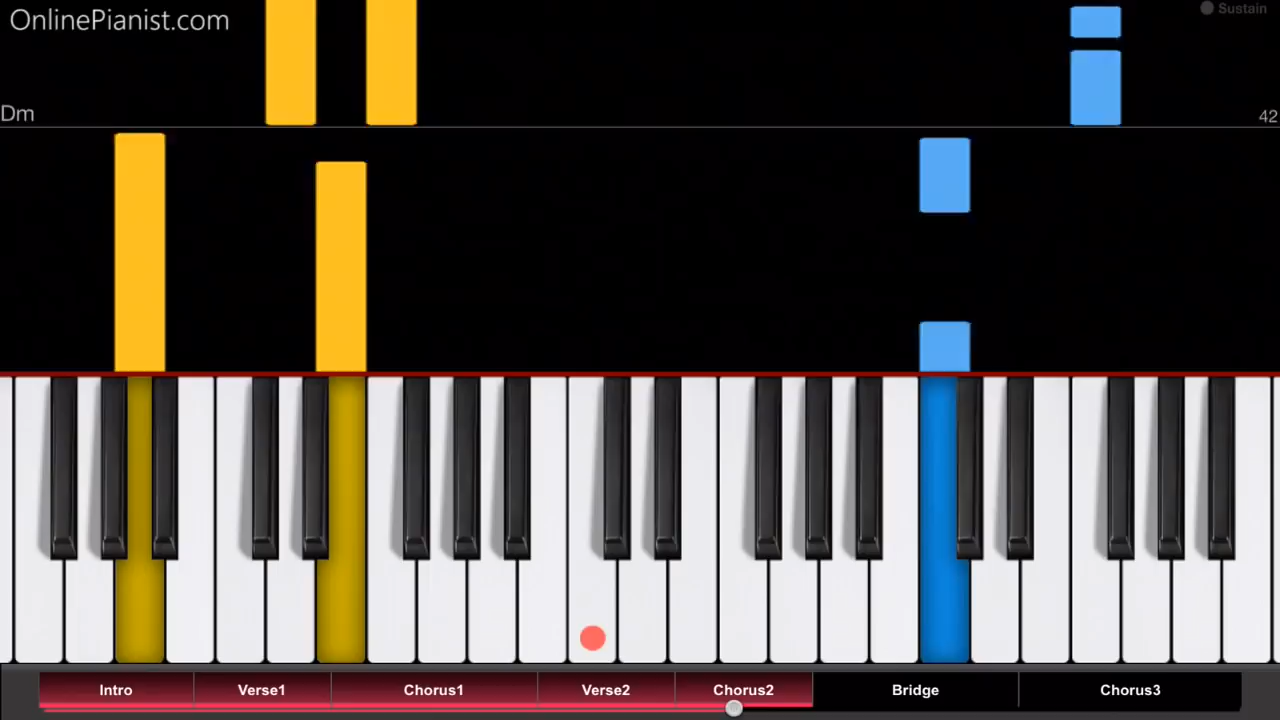 OnlinePianist.com
Sustain
Dm
42
Intro
Verse1
Chorus1
Verse2
Chorus2
Bridge
Chorus3